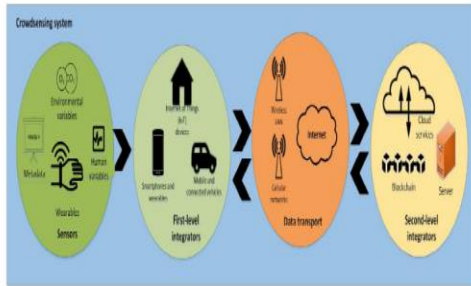 Crowdsensing system
Environmental
variables
Metadata
Human
variables
Wearables
Sensors
Internet of Things
(IoT)
devices
Smartphones and
wearables
Mobile and
connected vehicles
First-level
integrators
Wireless
Internet
Cellular
networks
Data transport
Cloud
services
Blockchain
Server
Second-level
integrators